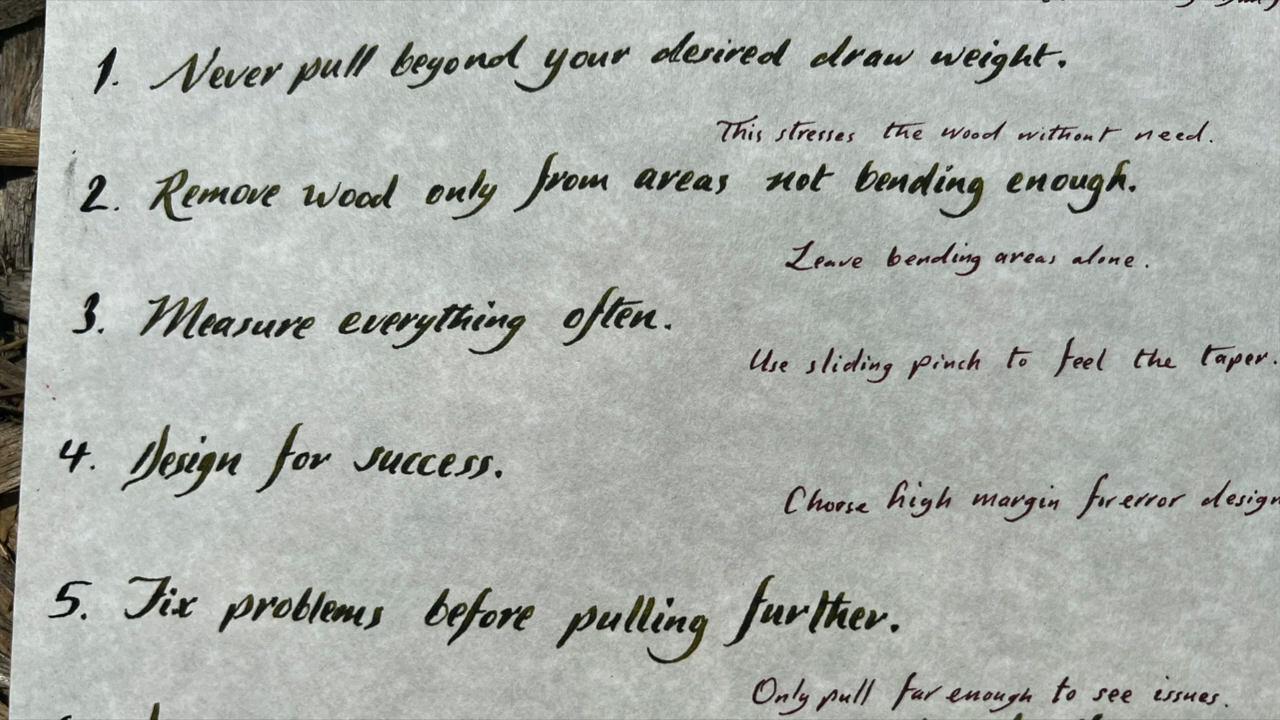 1. Never pull beyond your desired draw weight.
This stresses the wood without need.
2. Remove wood only from areas not bending enough.
Leave bending areas alone.
3. Measure everything often.
Use sliding pinch to feel the taper.
4. Design for success.
Choose high margin for error design
5. Fix problems before pulling further.
Only pull far enough to see issues.